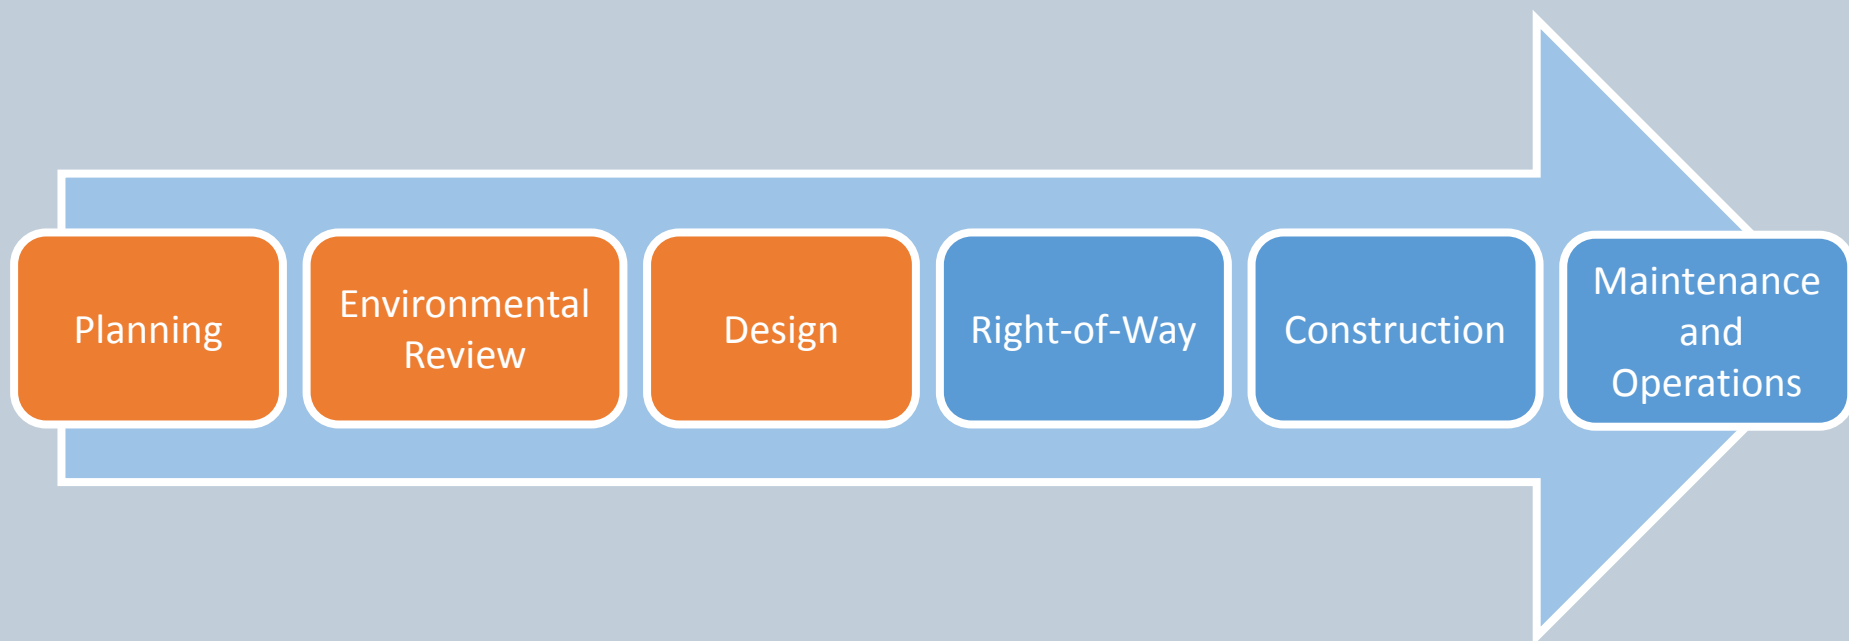 Planning
Environmental
Review
Design
Right-of-Way
Construction
Maintenance
and
Operations